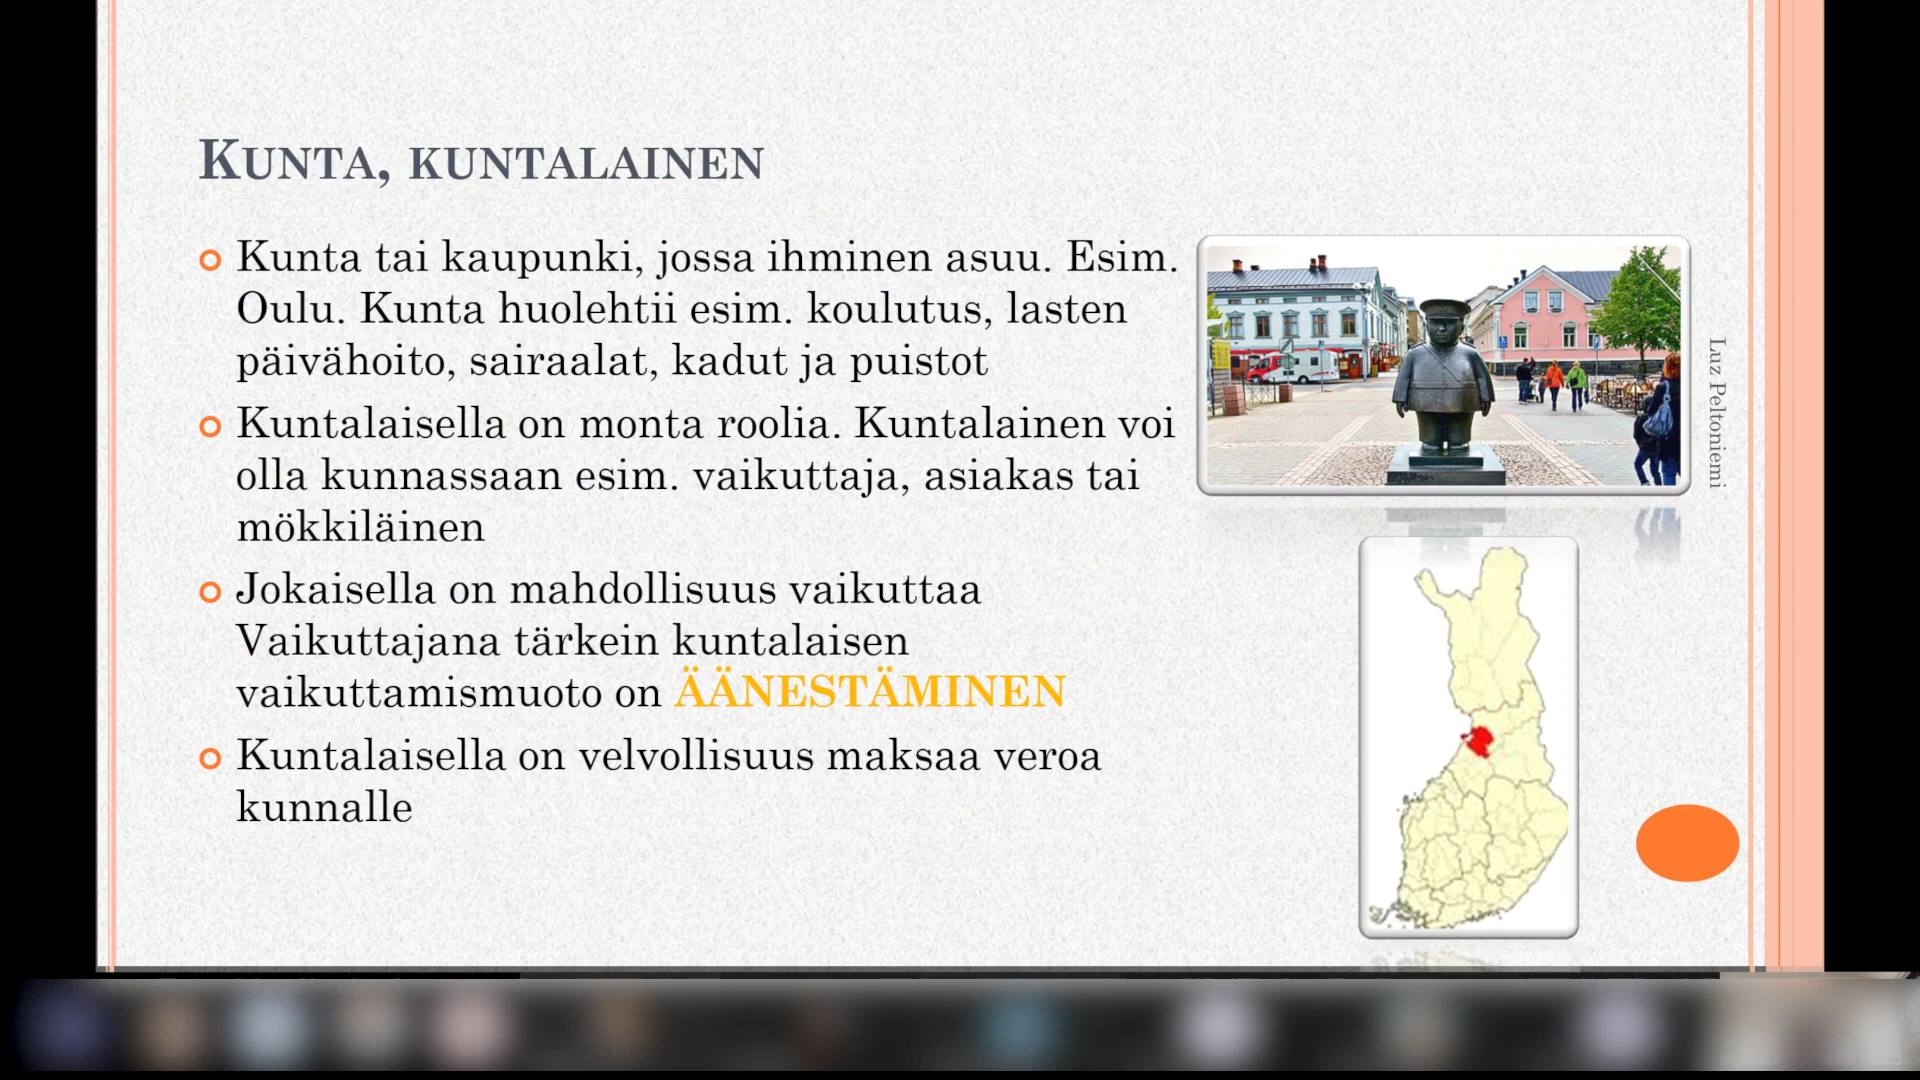 Kunta, kuntalainen
Kunta tai kaupunki, jossa ihminen asuu. Esim.
Oulu. Kunta huolehtii esim. koulutus, lasten
päivähoito, sairaalat, kadut ja puistot
Kuntalaisella on monta roolia. Kuntalainen voi
olla kunnassaan esim. vaikuttaja, asiakas tai
mökkiläinen
Jokaisella on mahdollisuus vaikuttaa
Vaikuttajana tärkein kuntalaisen
vaikuttamismuoto on ÄÄNESTÄMINEN
Kuntalaisella on velvollisuus maksaa veroa
kunnalle
Luz Peltoniemi